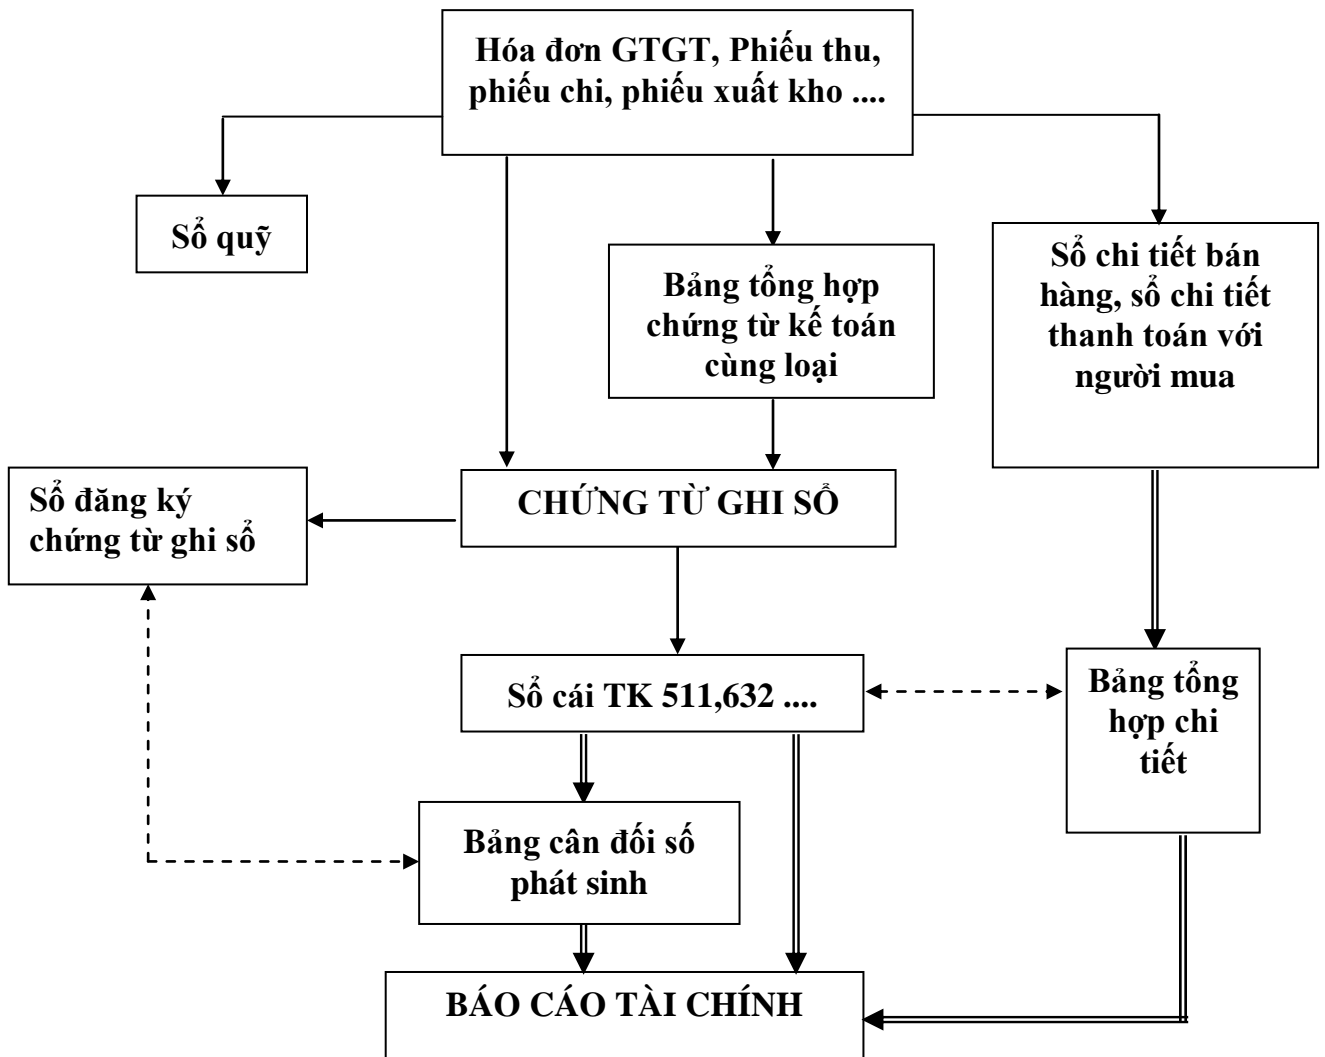 Hóa đơn GTGT, Phiếu thu,
phiếu chi, phiếu xuất kho ....
Sổ quỹ
Bảng tổng hợp
chứng từ kế toán
cùng loại
Sổ chi tiết bán
hàng, sổ chi tiết
thanh toán với
người mua
Sổ đăng ký
chứng từ ghi sổ
CHỨNG TỪ GHI SỔ
Sổ cái TK 511,632 ....
Bảng tổng
hợp chi
tiết
Bảng cân đối số
phát sinh
BÁO CÁO TÀI CHÍNH